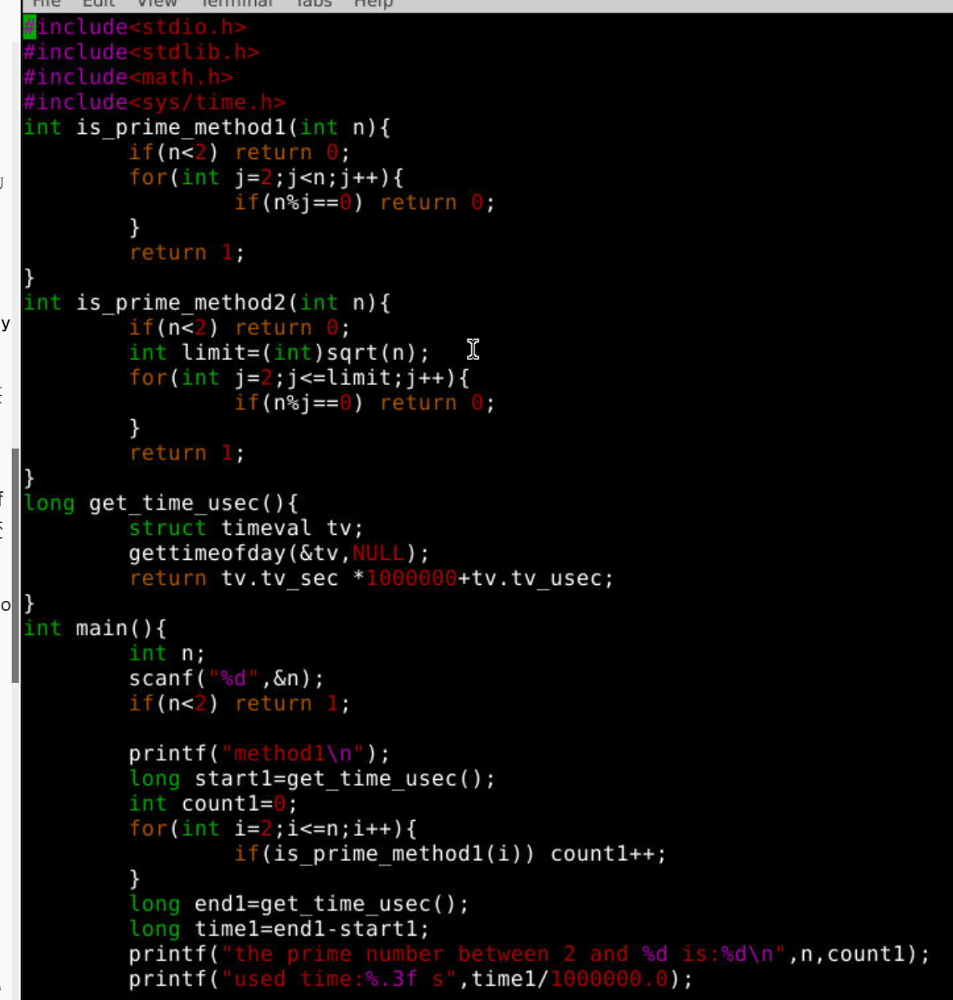 File Edit View Terminal Tabs Help
#include<stdio.h>
#include<stdlib.h>
#include<math.h>
#include<sys/time.h>
int is_prime_method1(int n){
        if(n<2) return 0;
        for(int j=2;j<n;j++){
                if(n%j==0) return 0;
        }
        return 1;
}
int is_prime_method2(int n){
        if(n<2) return 0;
        int limit=(int)sqrt(n);
        for(int j=2;j<=limit;j++){
                if(n%j==0) return 0;
        }
        return 1;
}
long get_time_usec(){
        struct timeval tv;
        gettimeofday(&tv,NULL);
        return tv.tv_sec *1000000+tv.tv_usec;
}
int main(){
        int n;
        scanf("%d",&n);
        if(n<2) return 1;

        printf("method1\n");
        long start1=get_time_usec();
        int count1=0;
        for(int i=2;i<=n;i++){
                if(is_prime_method1(i)) count1++;
        }
        long end1=get_time_usec();
        long time1=end1-start1;
        printf("the prime number between 2 and %d is:%d\n",n,count1);
        printf("used time:%.3f s",time1/1000000.0);